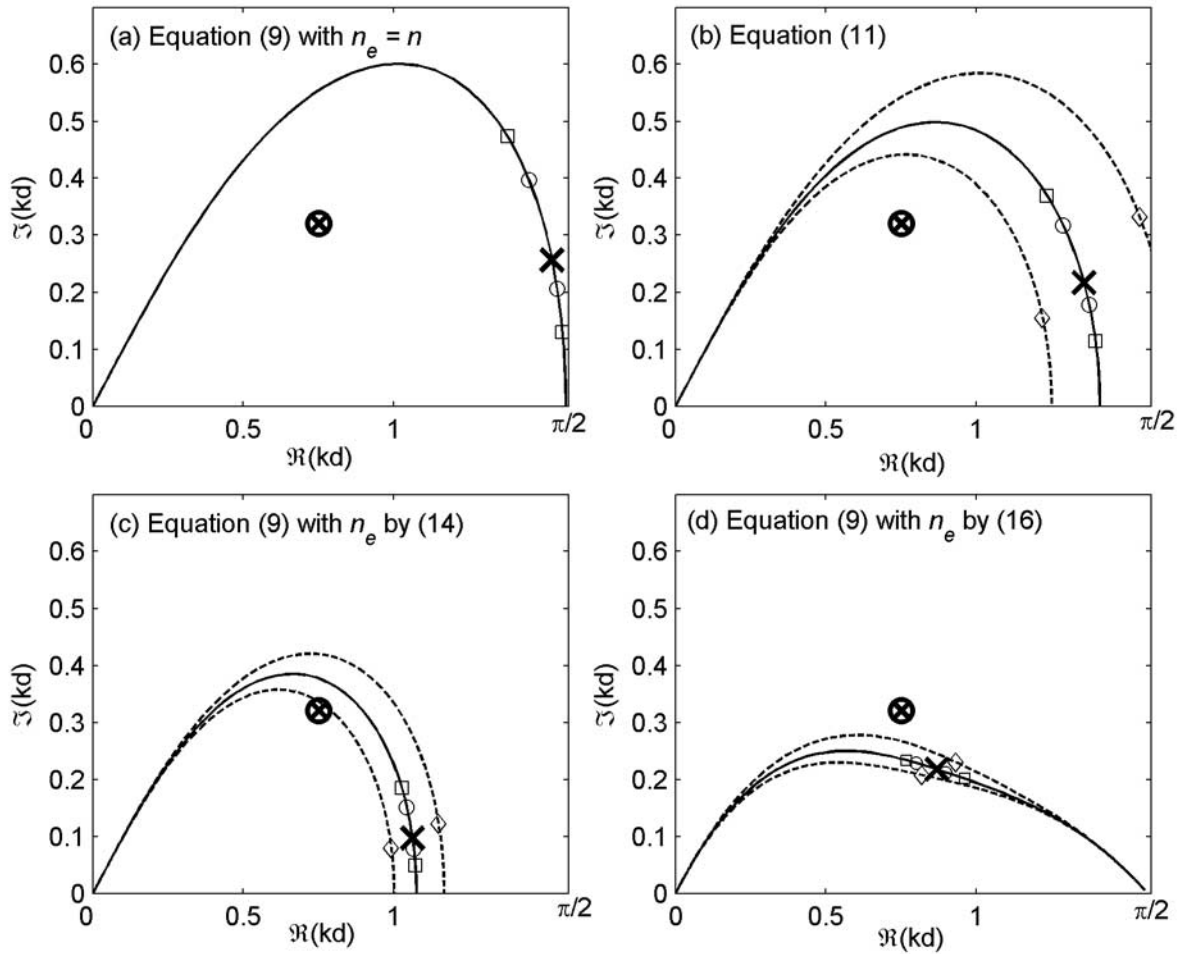 (a) Equation (9) with nₑ = n
0.6
0.5
0.4
0.3
0.2
0.1
0
ℑ(kd)
0
0.5
1
π/2
ℜ(kd)
(b) Equation (11)
0.6
0.5
0.4
0.3
0.2
0.1
0
ℑ(kd)
0
0.5
1
π/2
ℜ(kd)
(c) Equation (9) with nₑ by (14)
0.6
0.5
0.4
0.3
0.2
0.1
0
ℑ(kd)
0
0.5
1
π/2
ℜ(kd)
(d) Equation (9) with nₑ by (16)
0.6
0.5
0.4
0.3
0.2
0.1
0
ℑ(kd)
0
0.5
1
π/2
ℜ(kd)